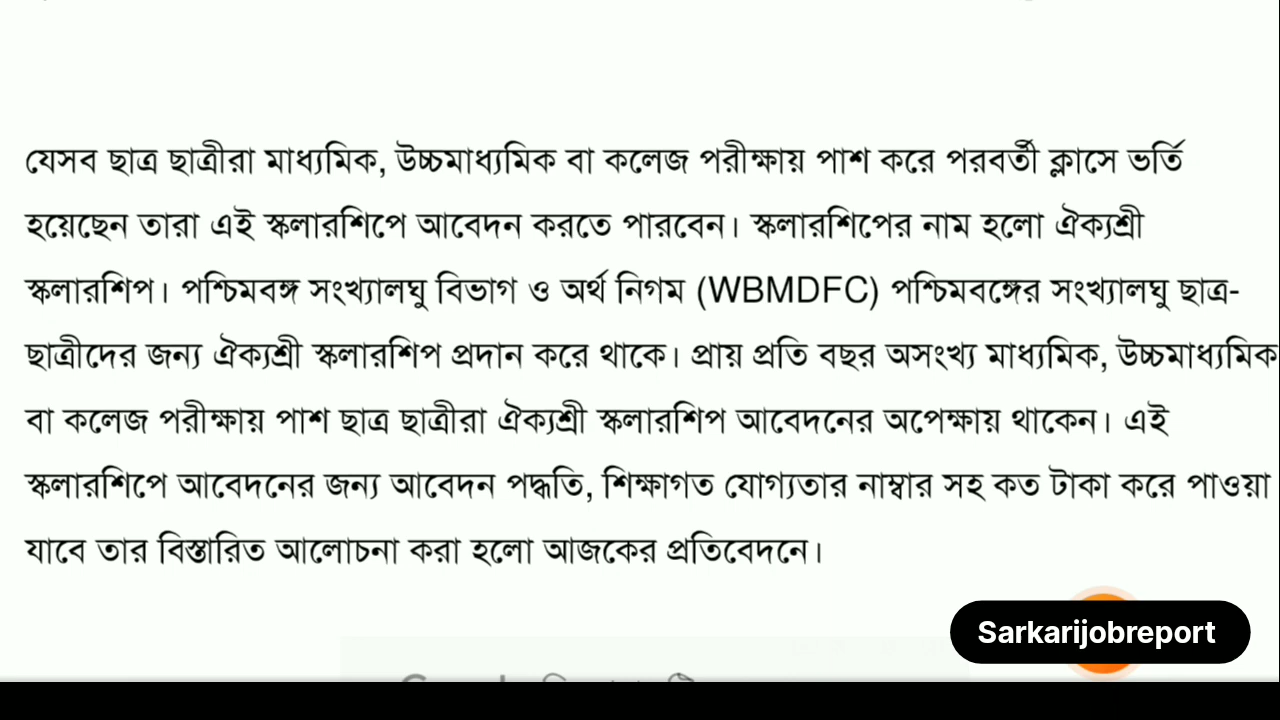 যেসব ছাত্র ছাত্রীরা মাধ্যমিক, উচ্চমাধ্যমিক বা কলেজ পরীক্ষায় পাশ করে পরবর্তী ক্লাসে ভর্তি
হয়েছেন তারা এই স্কলারশিপে আবেদন করতে পারবেন। স্কলারশিপের নাম হলো ঐক্যশ্রী
স্কলারশিপ। পশ্চিমবঙ্গ সংখ্যালঘু বিভাগ ও অর্থ নিগম (WBMDFC) পশ্চিমবঙ্গের সংখ্যালঘু ছাত্র-
ছাত্রীদের জন্য ঐক্যশ্রী স্কলারশিপ প্রদান করে থাকে। প্রায় প্রতি বছর অসংখ্য মাধ্যমিক, উচ্চমাধ্যমিক
বা কলেজ পরীক্ষায় পাশ ছাত্র ছাত্রীরা ঐক্যশ্রী স্কলারশিপ আবেদনের অপেক্ষায় থাকেন। এই
স্কলারশিপে আবেদনের জন্য আবেদন পদ্ধতি, শিক্ষাগত যোগ্যতার নাম্বার সহ কত টাকা করে পাওয়া
যাবে তার বিস্তারিত আলোচনা করা হলো আজকের প্রতিবেদনে।
Sarkarijobreport